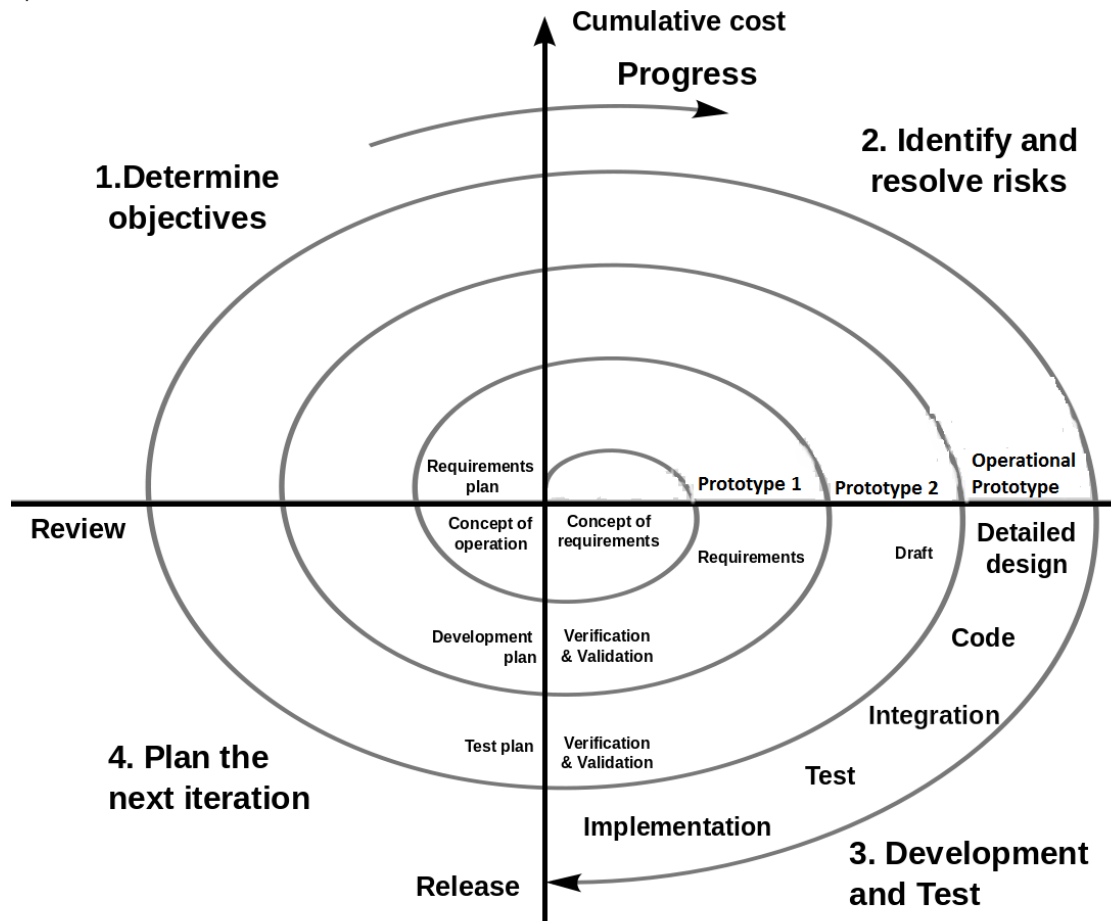 Cumulative cost
Progress
1.Determine
objectives
2. Identify and
resolve risks
Requirements
plan
Prototype 1
Prototype 2
Operational
Prototype
Review
Concept of
operation
Concept of
requirements
Requirements
Draft
Detailed
design
Development
plan
Verification
& Validation
Code
Integration
Test plan
Verification
& Validation
Test
4. Plan the
next iteration
Implementation
Release
3. Development
and Test